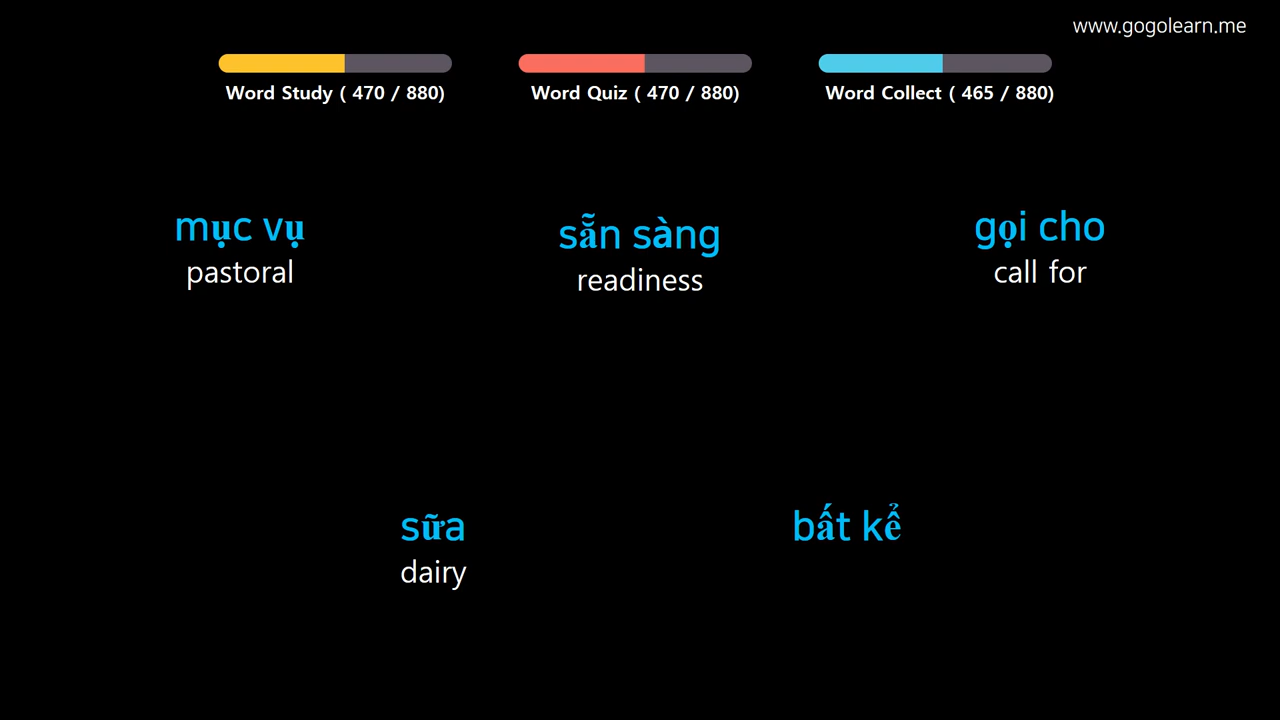 www.gogolearn.me
Word Study ( 470 / 880)
Word Quiz ( 470 / 880)
Word Collect ( 465 / 880)
mục vụ
pastoral
sẵn sàng
readiness
gọi cho
call for
sữa
dairy
bất kể